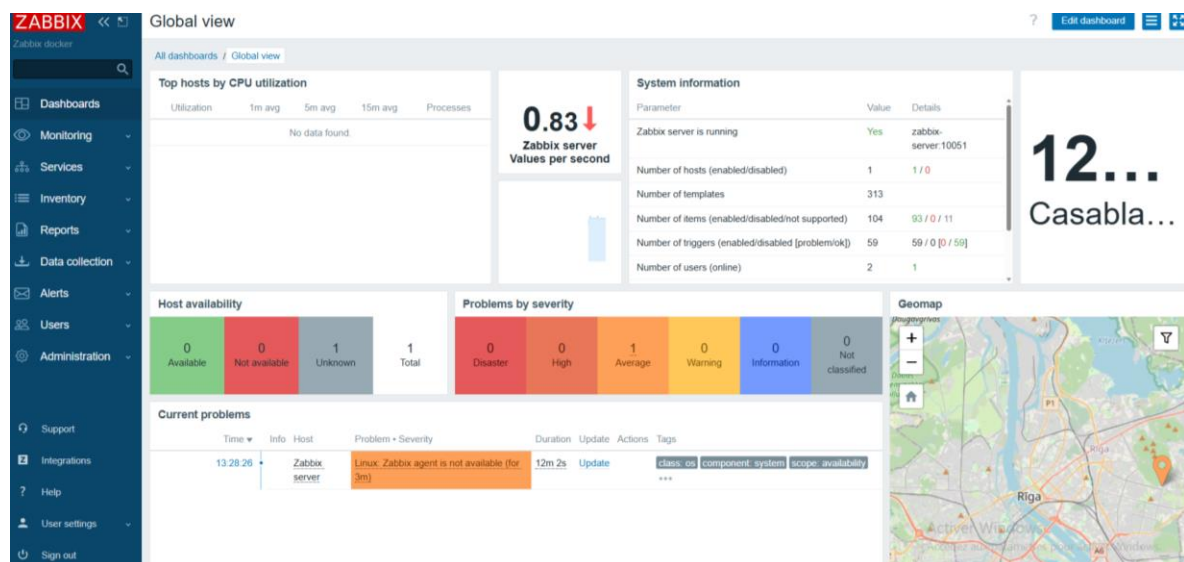 ZABBIX
Zabbix docker
Dashboards
Monitoring
Services
Inventory
Reports
Data collection
Alerts
Users
Administration
Support
Integrations
Help
User settings
Sign out
Global view
? Edit dashboard
All dashboards / Global view
Top hosts by CPU utilization
Utilization 1m avg 5m avg 15m avg Processes
No data found
0.83
Zabbix server
Values per second
System information
Parameter Value Details
Zabbix server is running Yes zabbix-
server:10051
Number of hosts (enabled/disabled) 1 1 / 0
Number of templates 313
Number of items (enabled/disabled/not supported) 104 93 / 0 / 11
Number of triggers (enabled/disabled [problem/ok]) 59 59 / 0 [0 / 59]
Number of users (online) 2 1
12...
Casabla...
Host availability
0 Available
0 Not available
1 Unknown
1 Total
Problems by severity
0 Disaster
0 High
1 Average
0 Warning
0 Information
0 Not
classified
Geomap
+
−
P1
Rīga
Rīga
A6
Activer Windows
Current problems
Time Info Host Problem • Severity Duration Update Actions Tags
13:28:26 Zabbix Linux: Zabbix agent is not available (for 12m 2s Update class: os component: system scope: availability
server 3m) •••